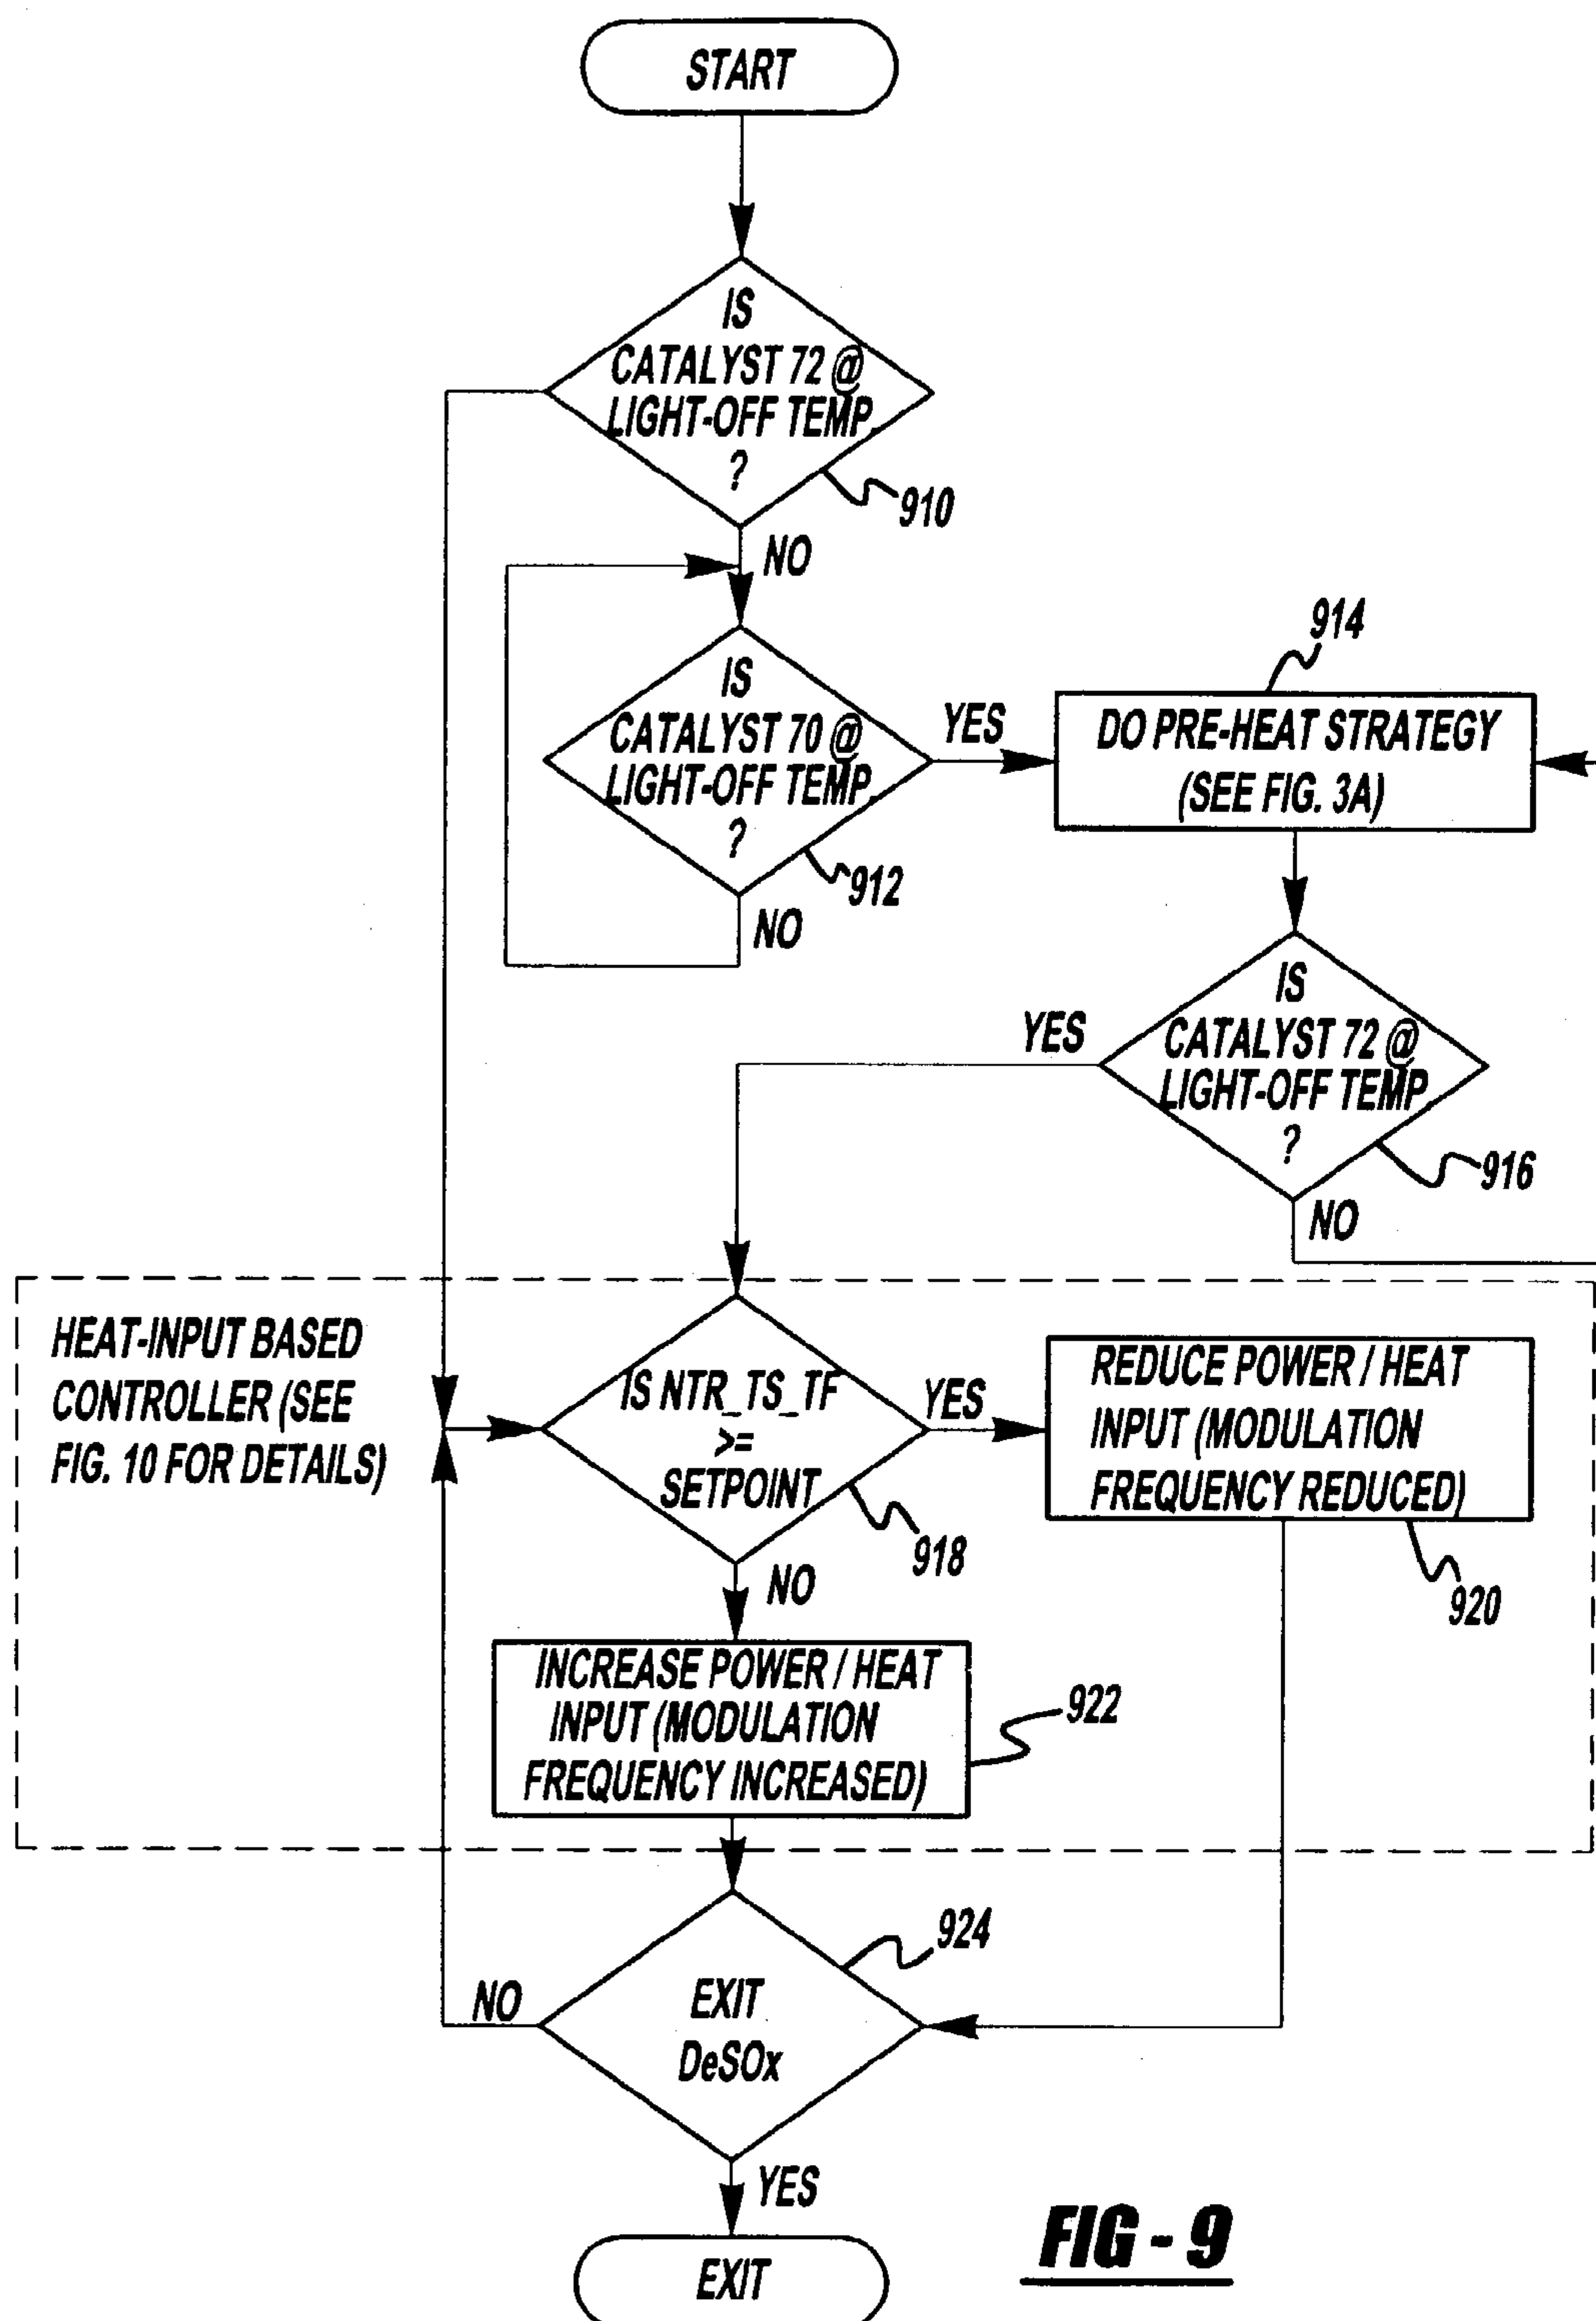 START
IS
CATALYST 72 @
LIGHT-OFF TEMP.
?
910
NO
914
IS
CATALYST 70 @
LIGHT-OFF TEMP.
?
912
YES
NO
DO PRE-HEAT STRATEGY
(SEE FIG. 3A)
IS
CATALYST 72 @
LIGHT-OFF TEMP
?
916
YES
NO
HEAT-INPUT BASED
CONTROLLER (SEE
FIG. 10 FOR DETAILS)
IS NTR_TS_TF
>=
SETPOINT
918
YES
REDUCE POWER / HEAT
INPUT (MODULATION
FREQUENCY REDUCED)
920
NO
INCREASE POWER / HEAT
INPUT (MODULATION
FREQUENCY INCREASED)
922
924
NO
EXIT
DeSOx
YES
EXIT
FIG - 9